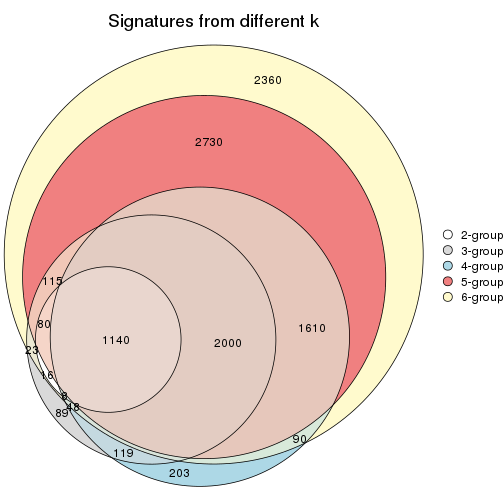 Signatures from different k
2360
2730
115
80
23
16
8
48
89
1140
2000
1610
119
90
203
2-group
3-group
4-group
5-group
6-group